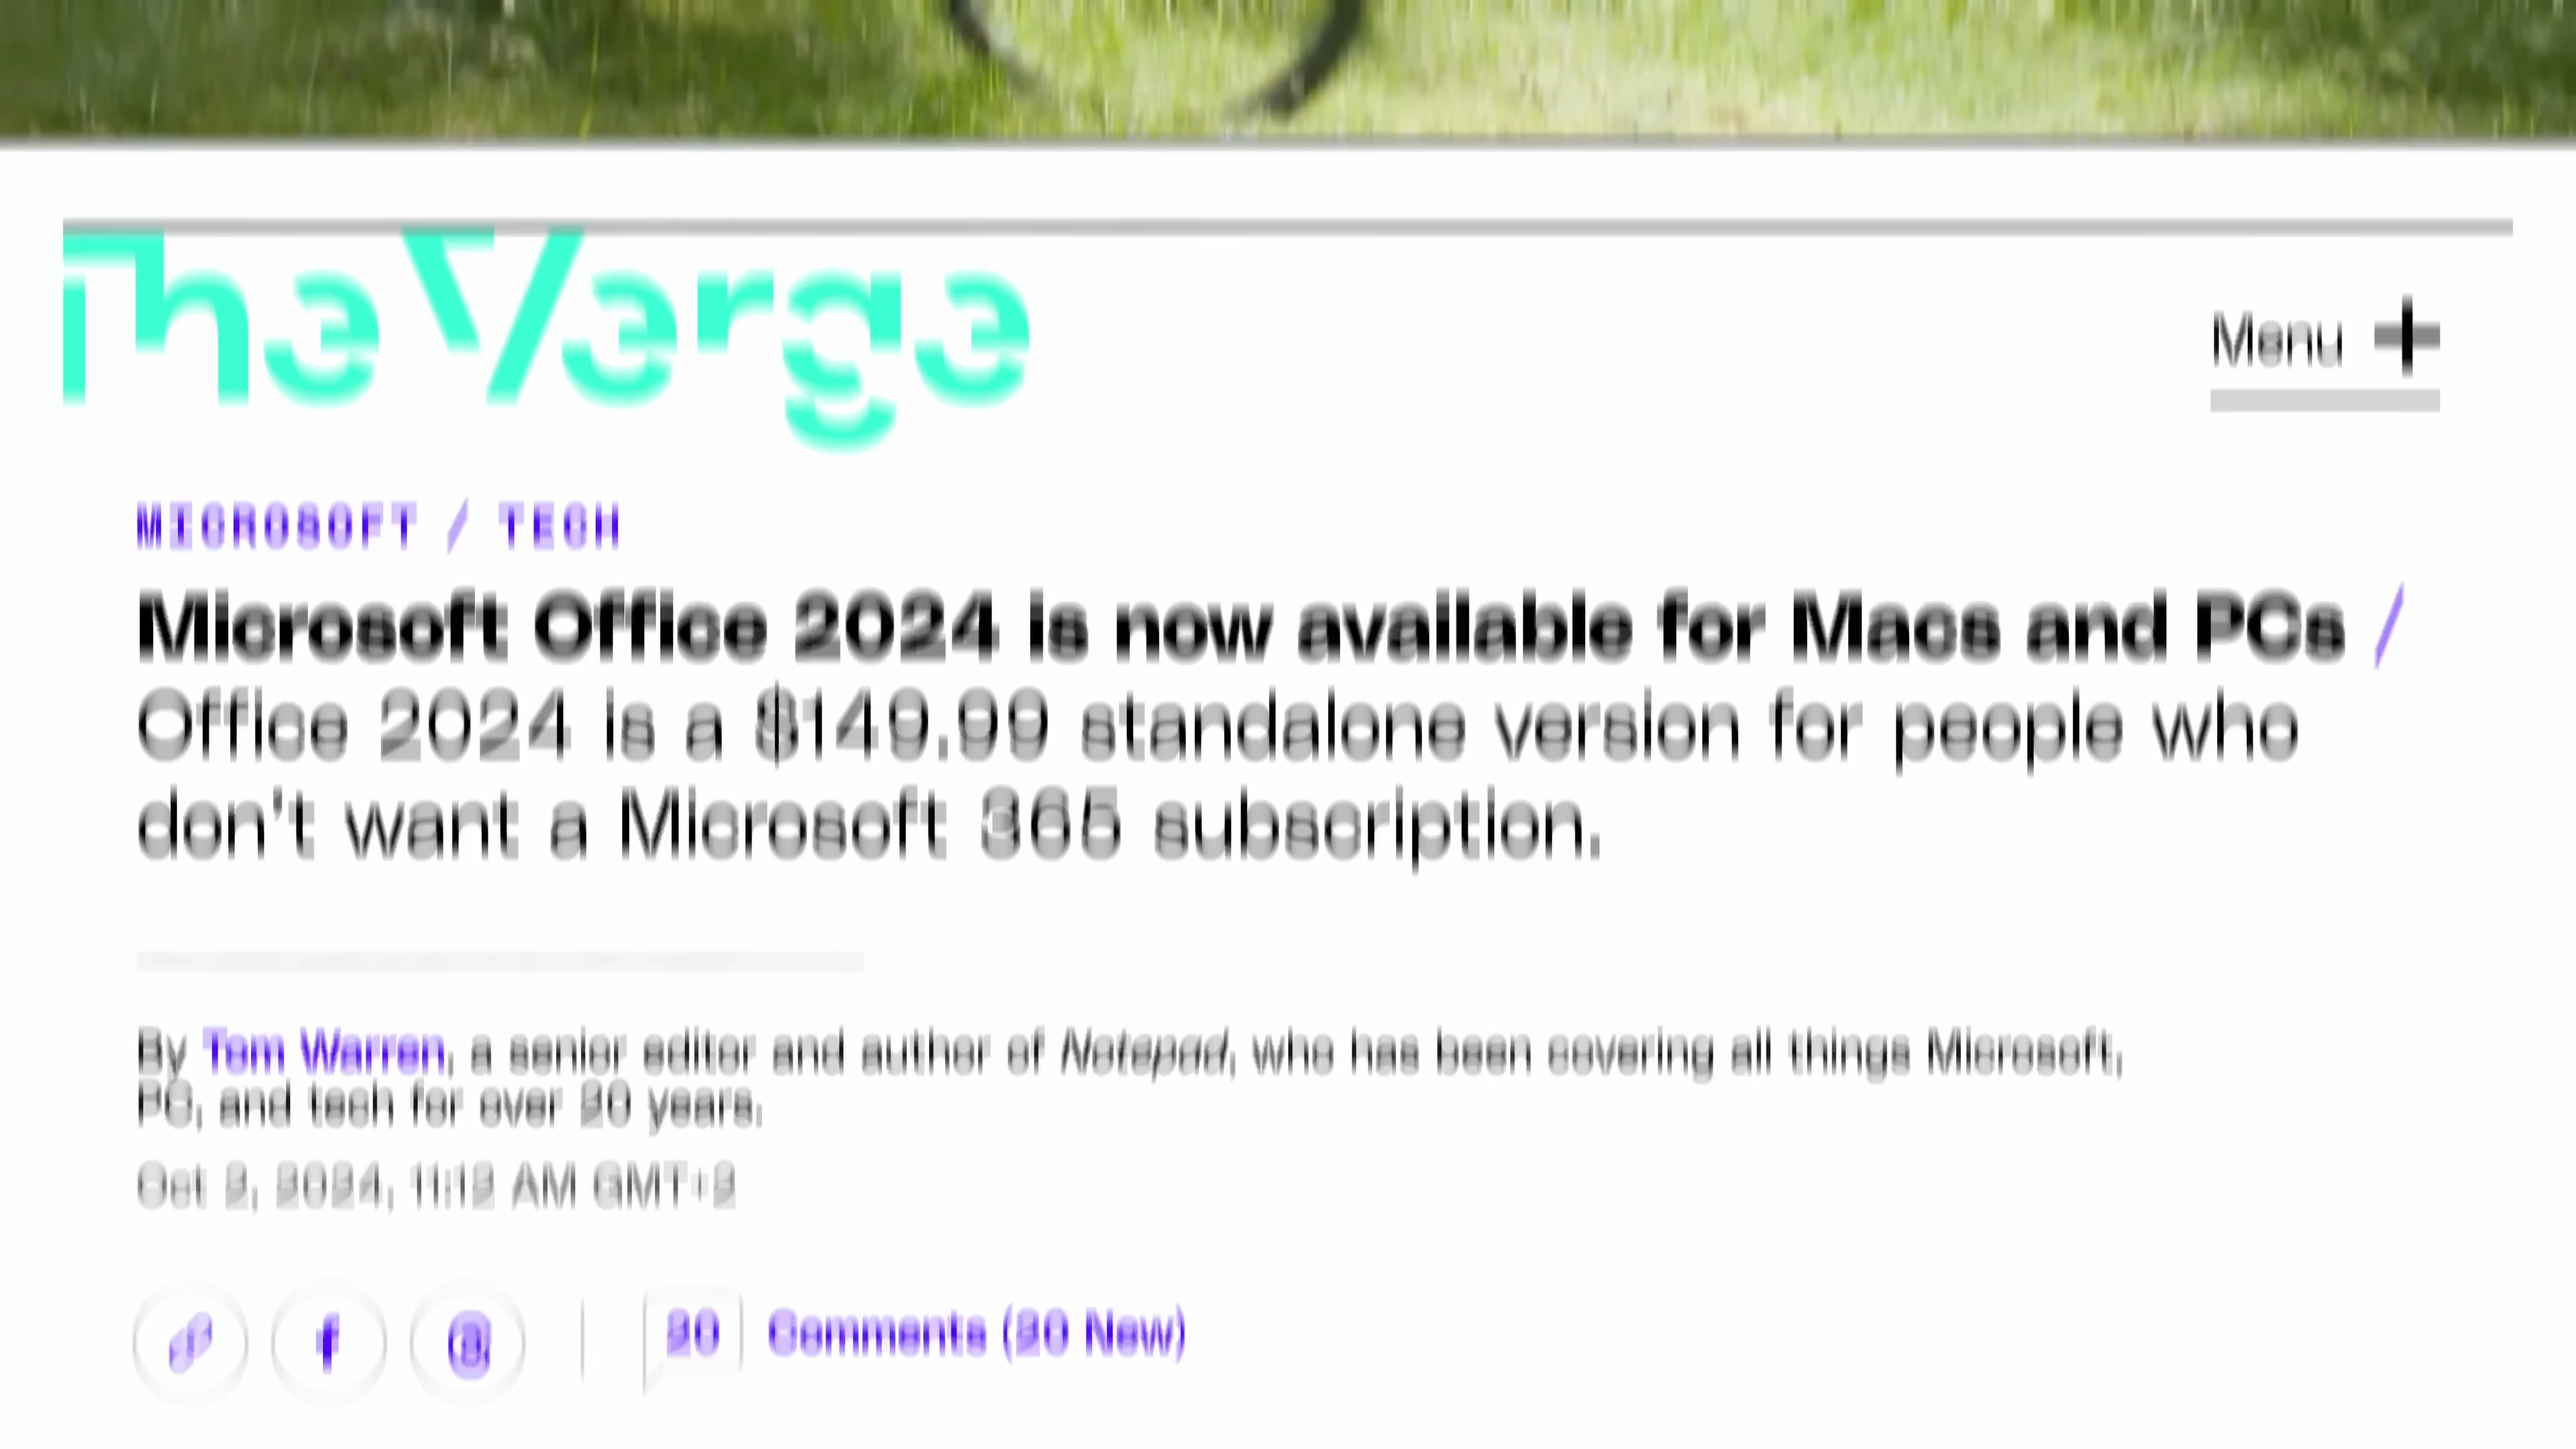 The Verge
Menu
MICROSOFT / TECH
Microsoft Office 2024 is now available for Macs and PCs /
Office 2024 is a $149.99 standalone version for people who
don't want a Microsoft 365 subscription.
By Tom Warren, a senior editor and author of Notepad, who has been covering all things Microsoft,
PC, and tech for over 20 years.
Oct 2, 2024, 11:12 AM GMT+2
Comments
New)